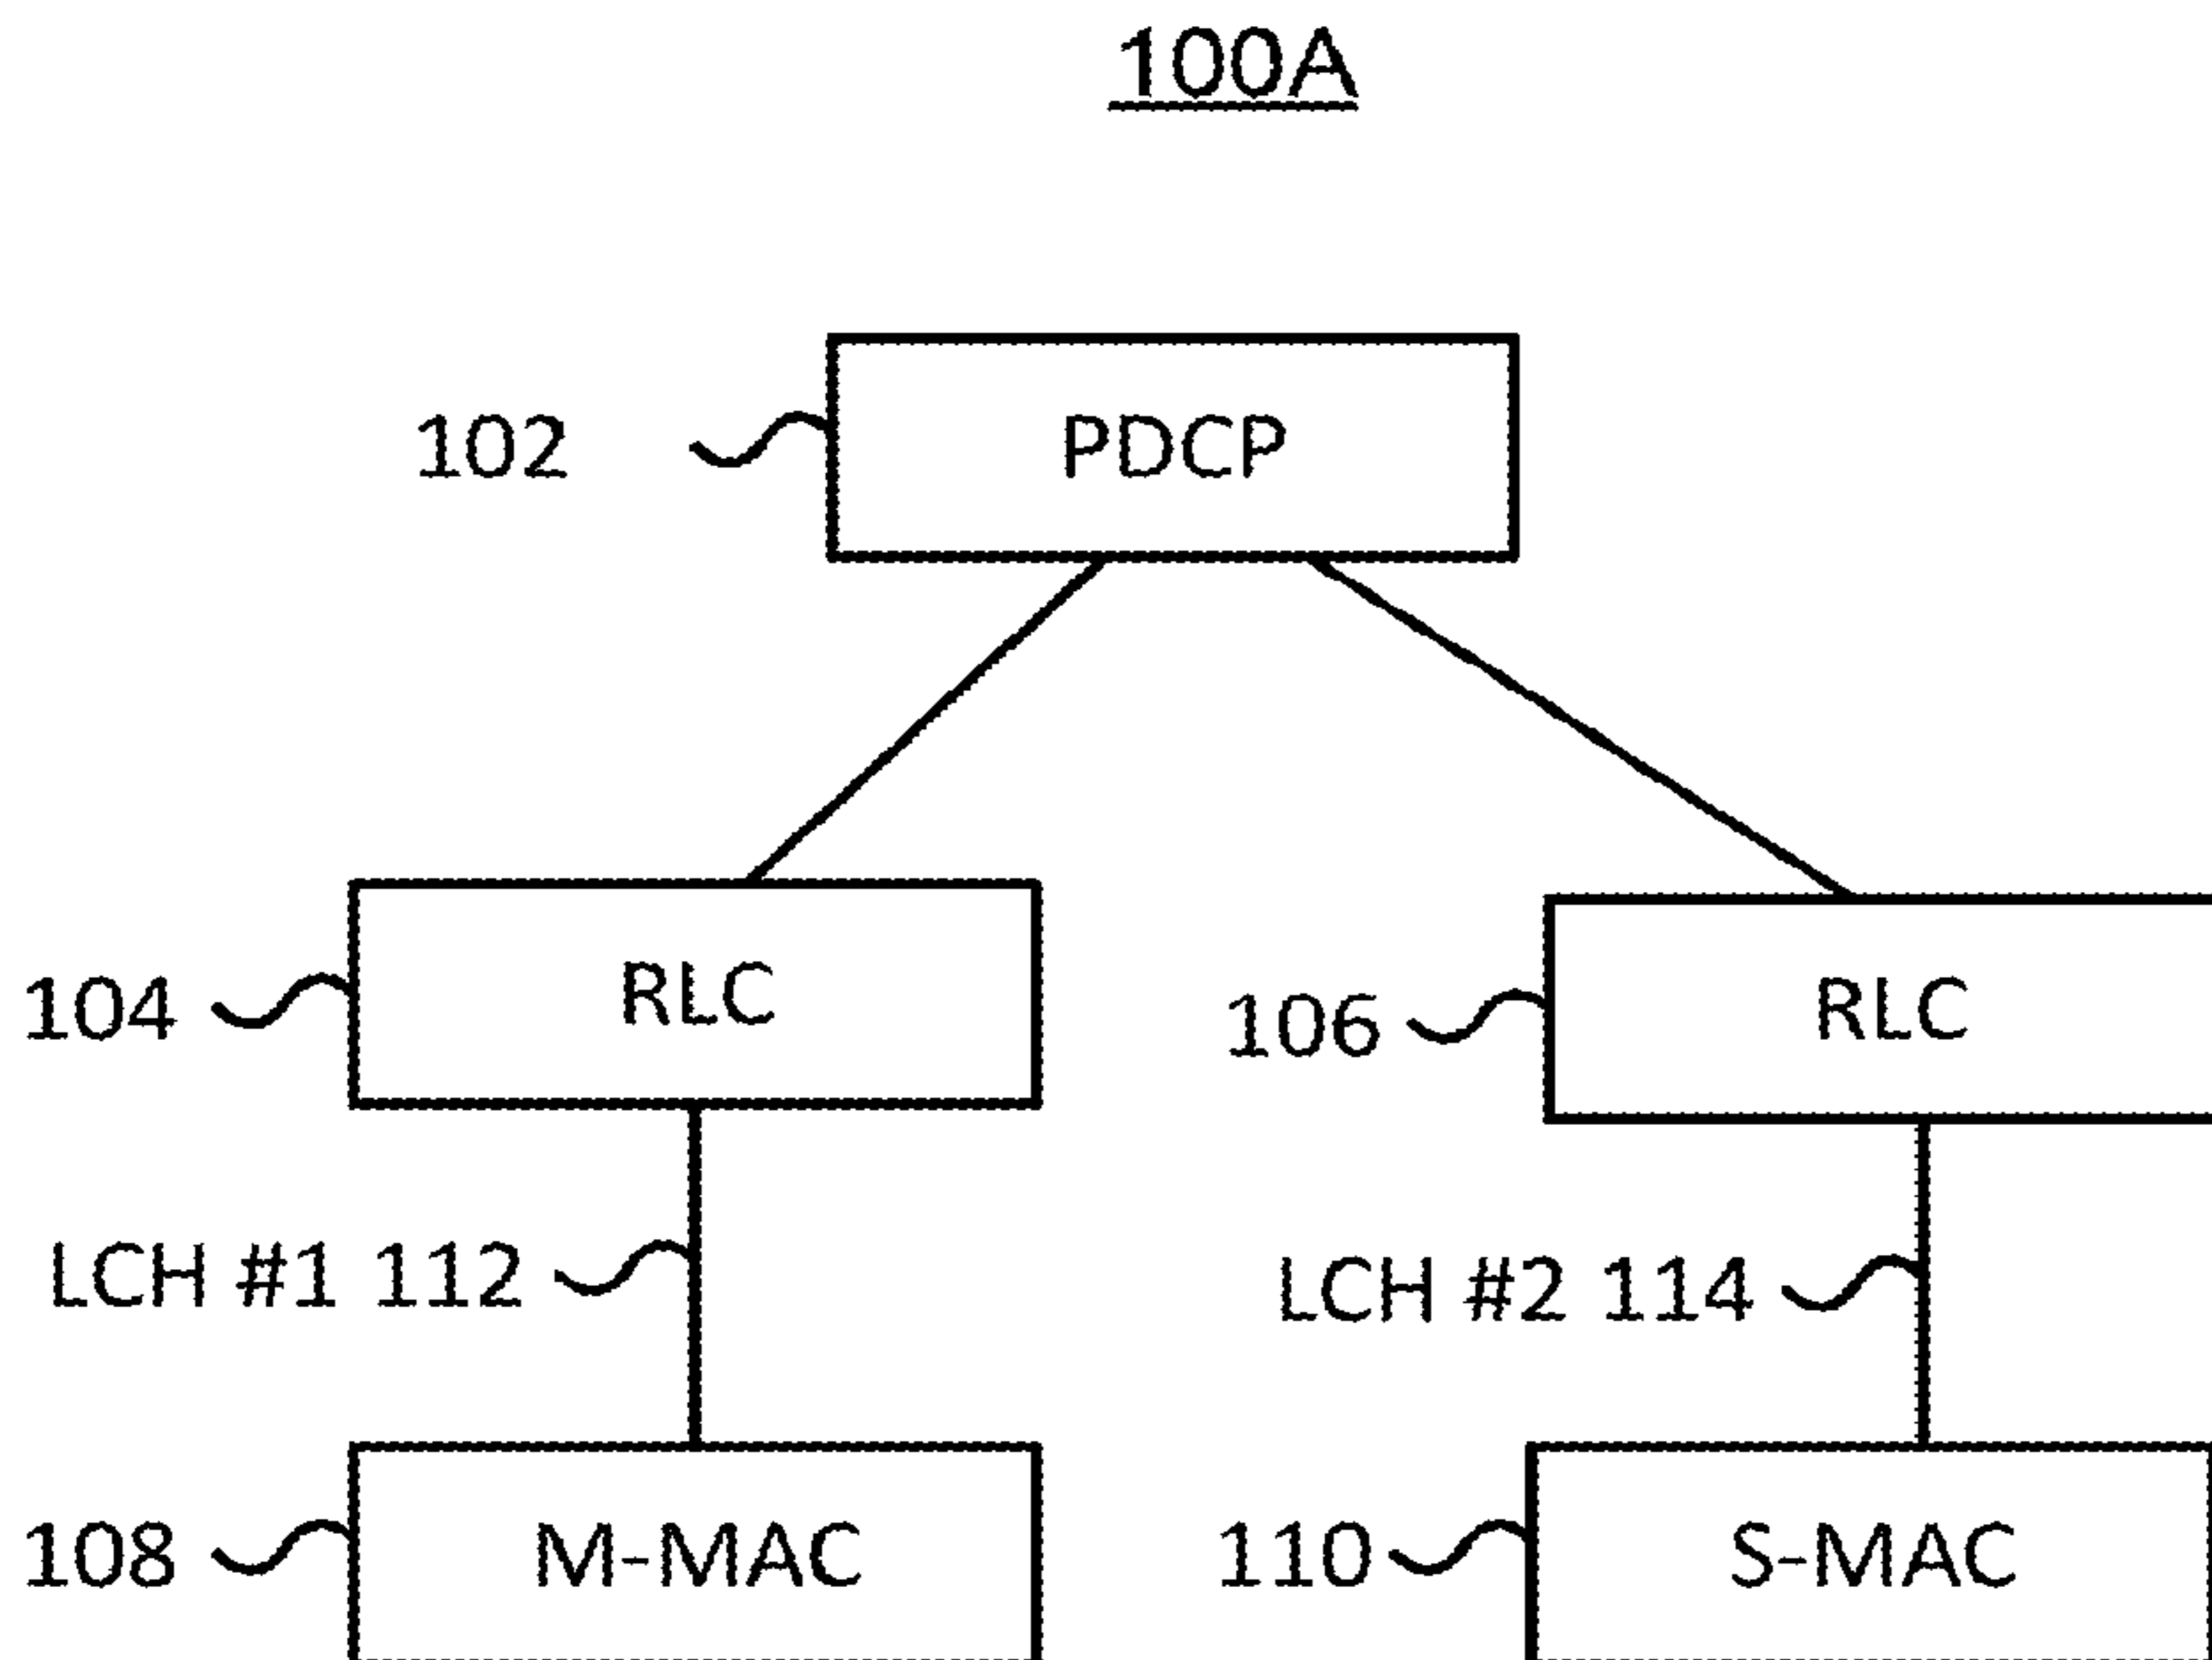 100A
102
PDCP
104
RLC
106
RLC
LCH #1 112
LCH #2 114
108
M-MAC
110
S-MAC